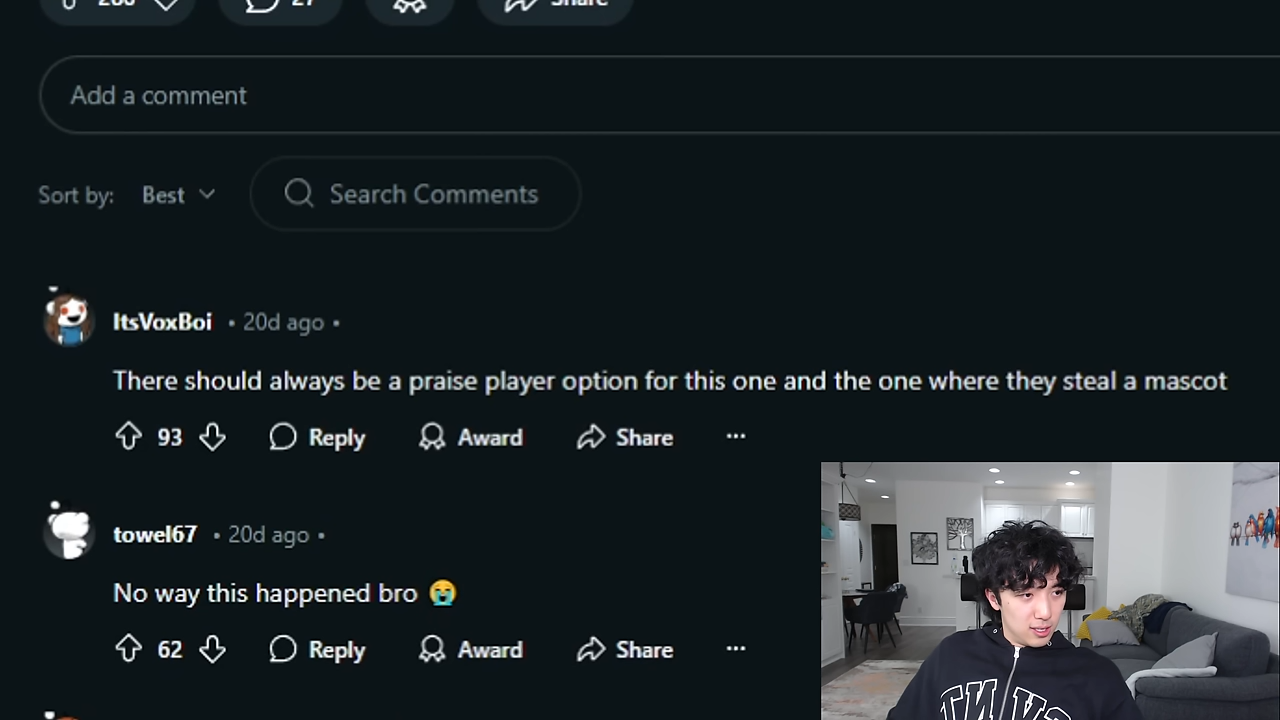 27
Share
Add a comment
Sort by: Best
Search Comments
ItsVoxBoi • 20d ago •
There should always be a praise player option for this one and the one where they steal a mascot
93 Reply Award Share
towel67 • 20d ago •
No way this happened bro 😭
62 Reply Award Share